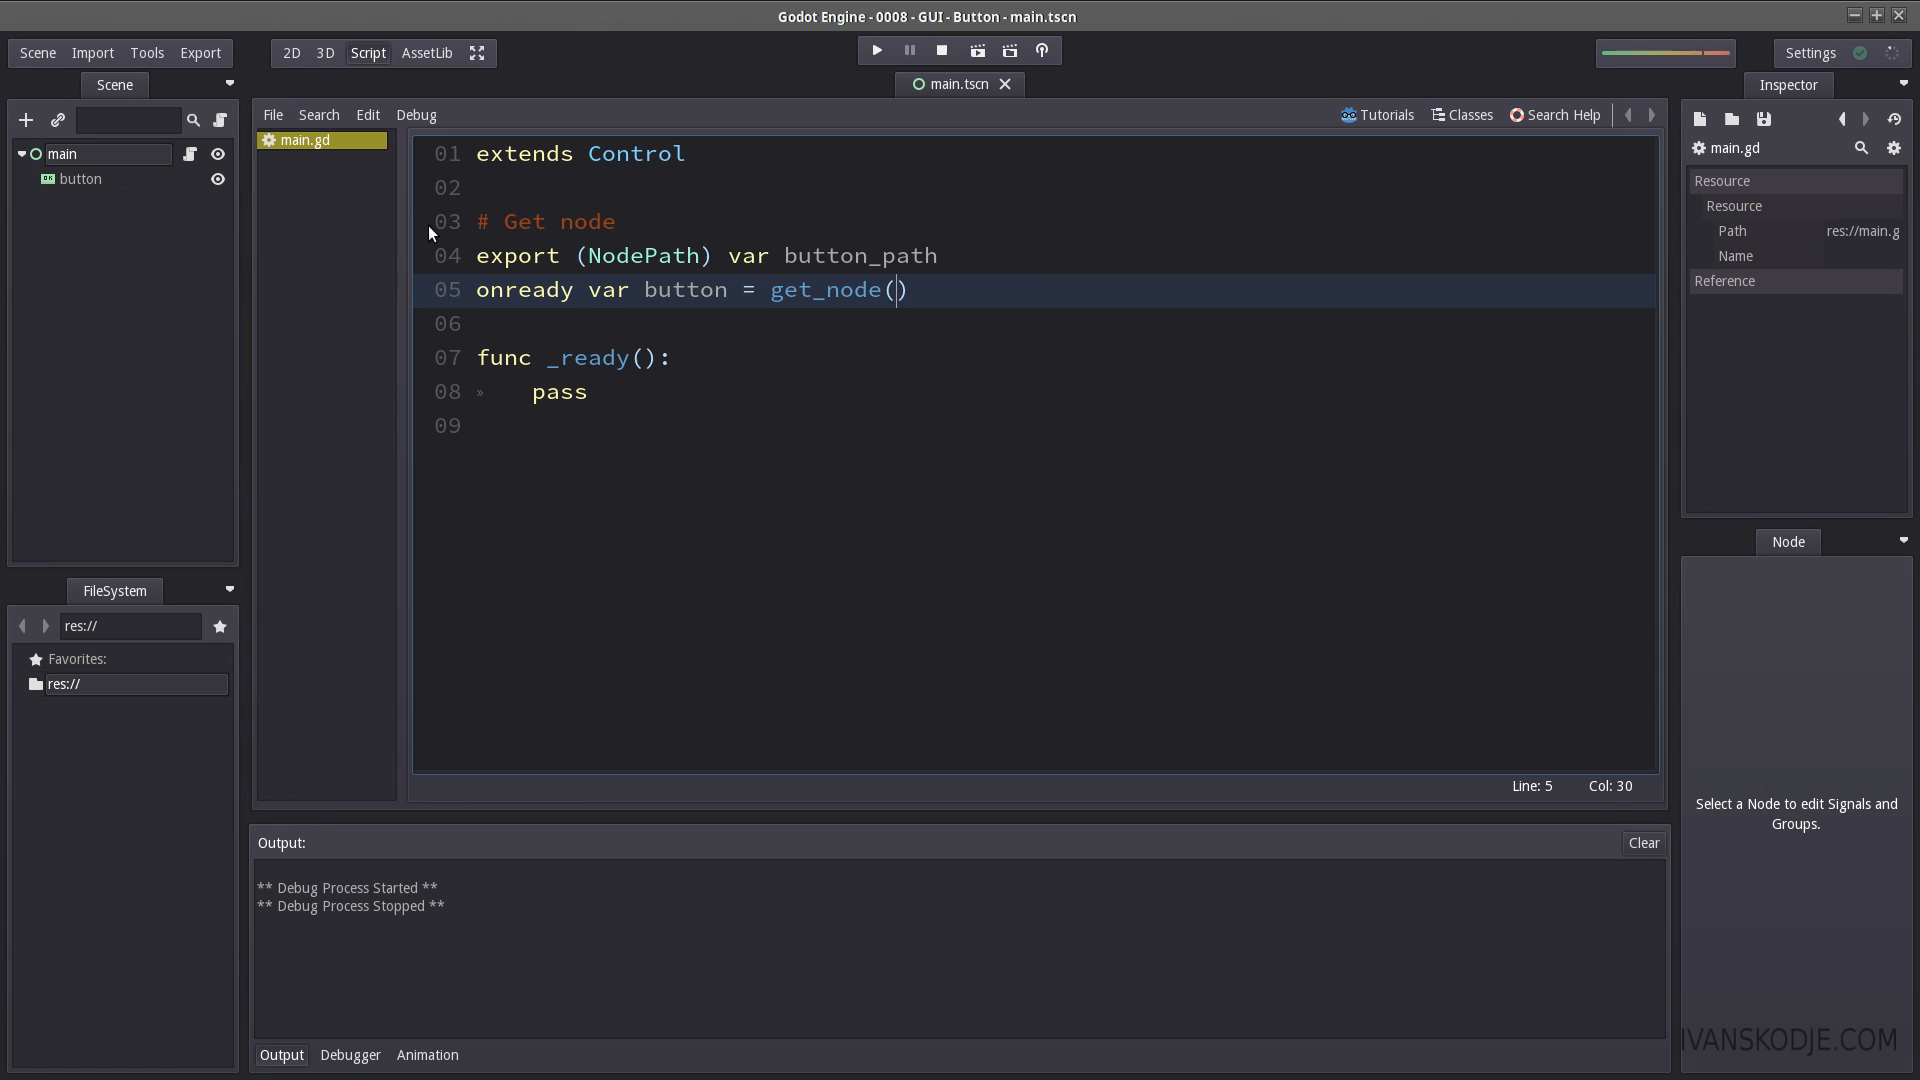 Godot Engine - 0008 - GUI - Button - main.tscn
Scene Import Tools Export
2D 3D Script AssetLib
Settings
Scene
main
button
FileSystem
res://
Favorites:
res://
main.tscn
File Search Edit Debug
Tutorials Classes Search Help
main.gd
01 extends Control
02
03 # Get node
04 export (NodePath) var button_path
05 onready var button = get_node()
06
07 func _ready():
08 » pass
09
Line: 5 Col: 30
Output:
Clear
** Debug Process Started **
** Debug Process Stopped **
Output Debugger Animation
Inspector
main.gd
Resource
Resource
Path res://main.g
Name
Reference
Node
Select a Node to edit Signals and
Groups.
IVANSKODJE.COM